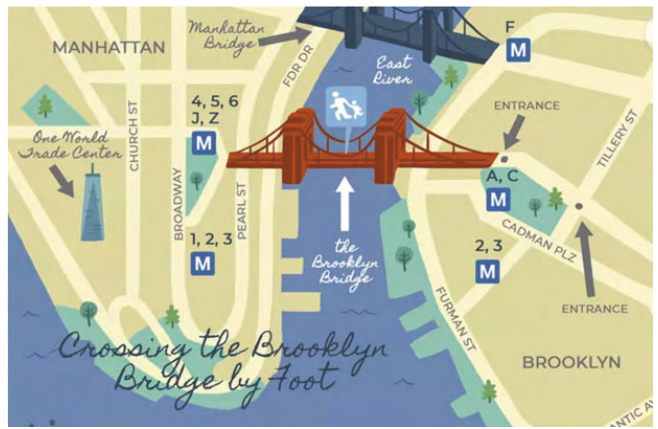 MANHATTAN
Manhattan
Bridge
FDR DR
East
River
F
M
ENTRANCE
TILLERY ST
4, 5, 6
J, Z
M
CHURCH ST
One World
Trade Center
BROADWAY
PEARL ST
A, C
M
CADMAN PLZ
the
Brooklyn
Bridge
1, 2, 3
M
2, 3
M
ENTRANCE
FURMAN ST
BROOKLYN
Crossing the Brooklyn
Bridge by Foot
ANTIC AV